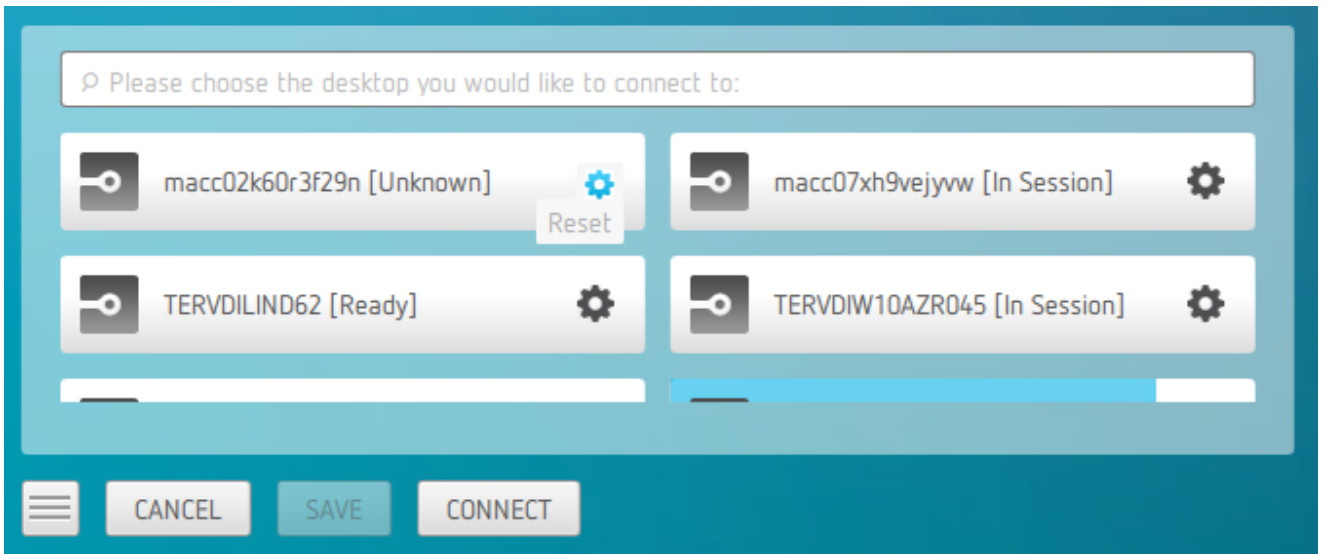 Please choose the desktop you would like to connect to:
macc02k60r3f29n [Unknown]
Reset
macc07xh9vejyvw [In Session]
TERVDILIND62 [Ready]
TERVDIW10AZR045 [In Session]
CANCEL
SAVE
CONNECT